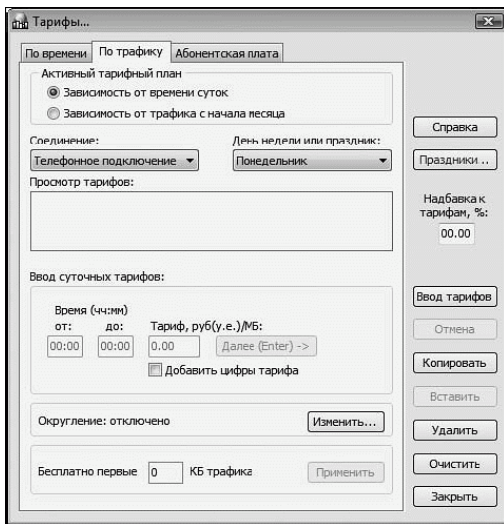 Тарифы...
По времени По трафику Абонентская плата
Активный тарифный план
Зависимость от времени суток
Зависимость от трафика с начала месяца
Соединение: День недели или праздник:
Телефонное подключение Понедельник
Просмотр тарифов:
Ввод суточных тарифов:
Время (чч:мм)
от: до: Тариф, руб(у.е.)/МБ:
00:00 00:00 0.00 Далее (Enter) ->
Добавить цифры тарифа
Округление: отключено Изменить...
Бесплатно первые 0 КБ трафика Применить
Справка
Праздники ..
Надбавка к
тарифам, %:
00.00
Ввод тарифов
Отмена
Копировать
Вставить
Удалить
Очистить
Закрыть